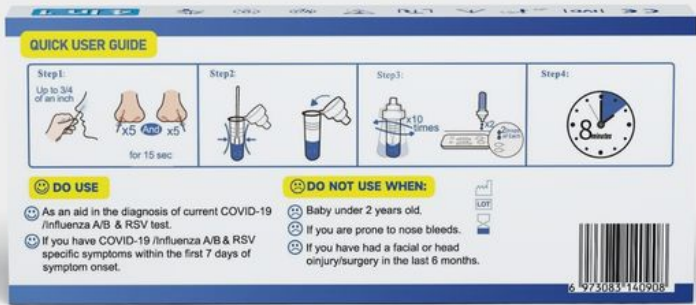 4 in 1
QUICK USER GUIDE
Step1:
Up to 3/4
of an inch
x5 And x5
for 15 sec
Step2:
Step3:
x10
times
x2
Step4:
8 minutes
DO USE
As an aid in the diagnosis of current COVID-19
/Influenza A/B & RSV test.
If you have COVID-19 /Influenza A/B & RSV
specific symptoms within the first 7 days of
symptom onset.
DO NOT USE WHEN:
Baby under 2 years old.
If you are prone to nose bleeds.
If you have had a facial or head
oinjury/surgery in the last 6 months.
LOT
6 973083 140908